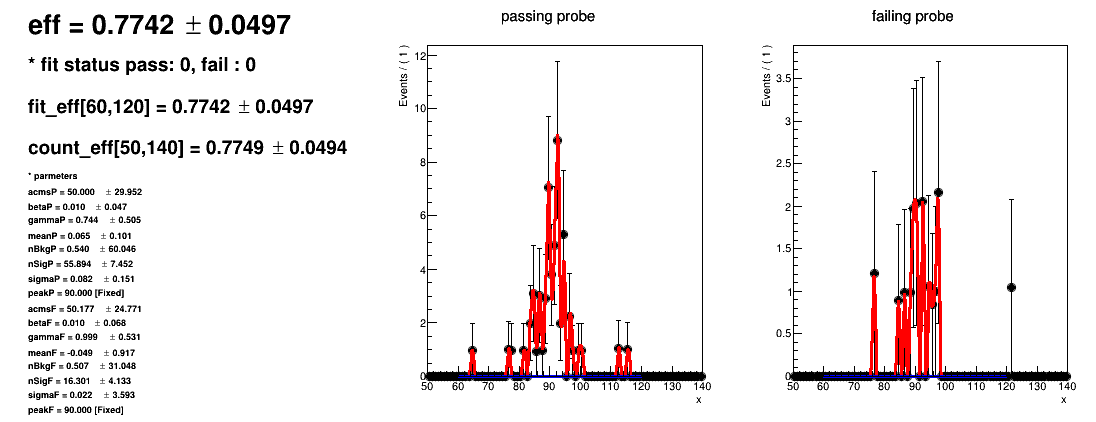 eff = 0.7742 ± 0.0497
* fit status pass: 0, fail : 0
fit_eff[60,120] = 0.7742 ± 0.0497
count_eff[50,140] = 0.7749 ± 0.0494
* parmeters
acmsP = 50.000 ± 29.952
betaP = 0.010 ± 0.047
gammaP = 0.744 ± 0.505
meanP = 0.065 ± 0.101
nBkgP = 0.540 ± 60.046
nSigP = 55.894 ± 7.452
sigmaP = 0.082 ± 0.151
peakP = 90.000 [Fixed]
acmsF = 50.177 ± 24.771
betaF = 0.010 ± 0.068
gammaF = 0.999 ± 0.531
meanF = -0.049 ± 0.917
nBkgF = 0.507 ± 31.048
nSigF = 16.301 ± 4.133
sigmaF = 0.022 ± 3.593
peakF = 90.000 [Fixed]
passing probe
Events / ( 1 )
12
10
8
6
4
2
0
50 60 70 80 90 100 110 120 130 140
x
failing probe
Events / ( 1 )
3.5
3
2.5
2
1.5
1
0.5
0
50 60 70 80 90 100 110 120 130 140
x